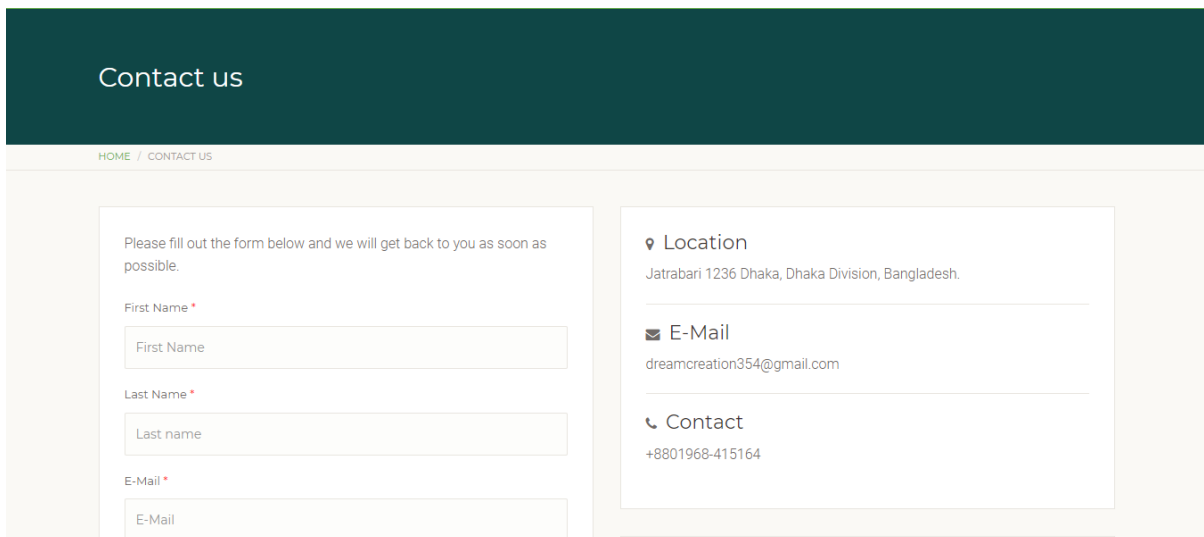 Contact us
HOME / CONTACT US
Please fill out the form below and we will get back to you as soon as
possible.
First Name *
First Name
Last Name *
Last name
E-Mail *
E-Mail
Location
Jatrabari 1236 Dhaka, Dhaka Division, Bangladesh.
E-Mail
dreamcreation354@gmail.com
Contact
+8801968-415164